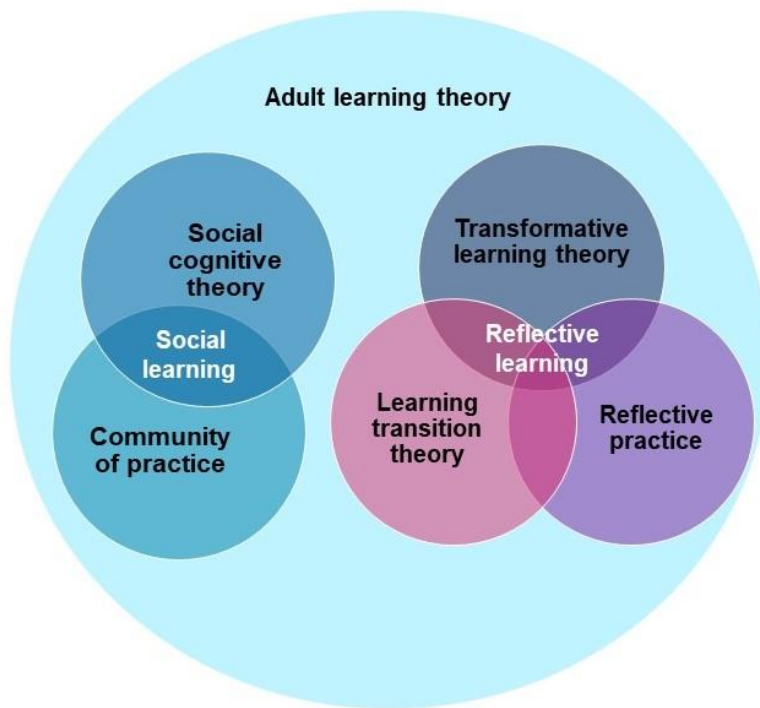 Adult learning theory
Social
cognitive
theory
Social
learning
Community
of practice
Transformative
learning theory
Reflective
learning
Learning
transition
theory
Reflective
practice